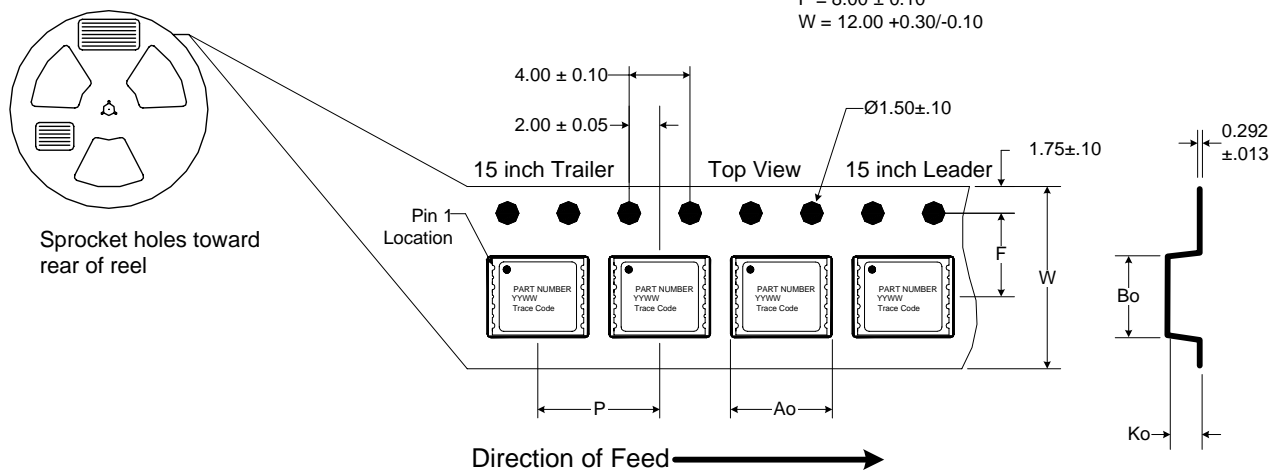 P = 8.00 ± 0.10
W = 12.00 +0.30/-0.10
4.00 ± 0.10
2.00 ± 0.05
Ø1.50±.10
0.292
±.013
1.75±.10
15 inch Trailer
Top View
15 inch Leader
Pin 1
Location
Sprocket holes toward
rear of reel
F
W
Bo
PART NUMBER
YYWW
Trace Code
PART NUMBER
YYWW
Trace Code
PART NUMBER
YYWW
Trace Code
PART NUMBER
YYWW
Trace Code
P
Ao
Ko
Direction of Feed